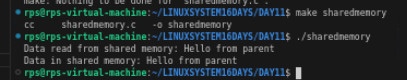 make: Nothing to be done for 'sharedmemory.c'.
rps@rps-virtual-machine:~/LINUXSYSTEM16DAYS/DAY11$ make sharedmemory
cc sharedmemory.c -o sharedmemory
rps@rps-virtual-machine:~/LINUXSYSTEM16DAYS/DAY11$ ./sharedmemory
Data read from shared memory: Hello from parent
Data in shared memory: Hello from parent
rps@rps-virtual-machine:~/LINUXSYSTEM16DAYS/DAY11$